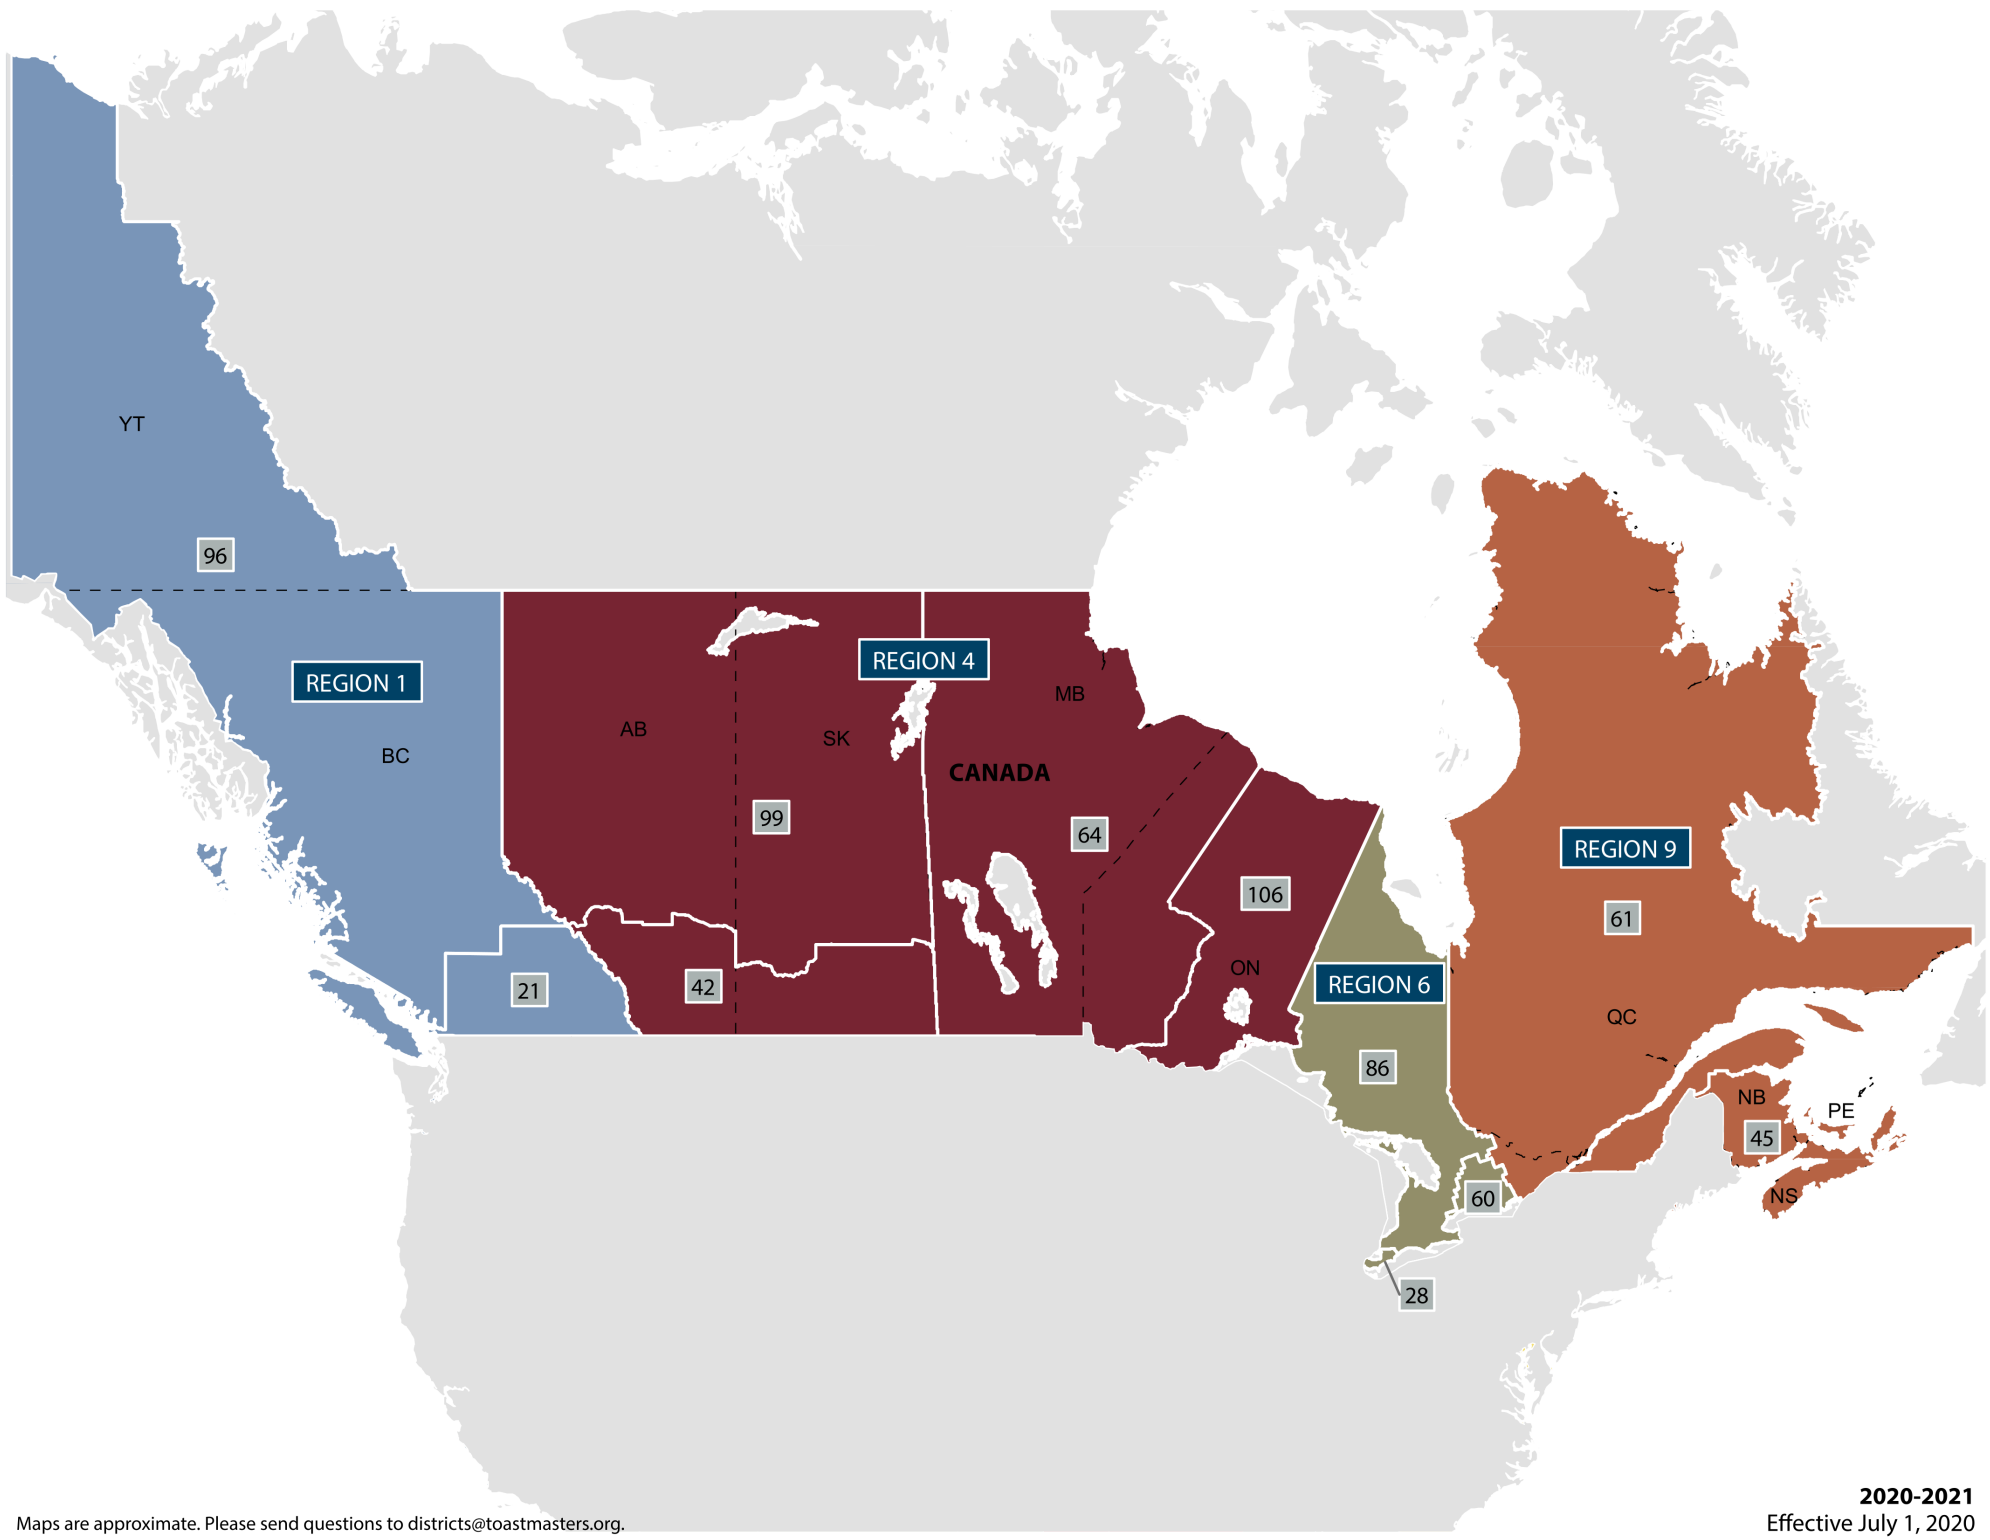 YT
96
REGION 1
BC
REGION 4
MB
AB
SK
CANADA
99
64
106
REGION 9
61
ON
REGION 6
21
42
QC
86
NB
PE
45
60
NS
28
2020-2021
Maps are approximate. Please send questions to districts@toastmasters.org.
Effective July 1, 2020